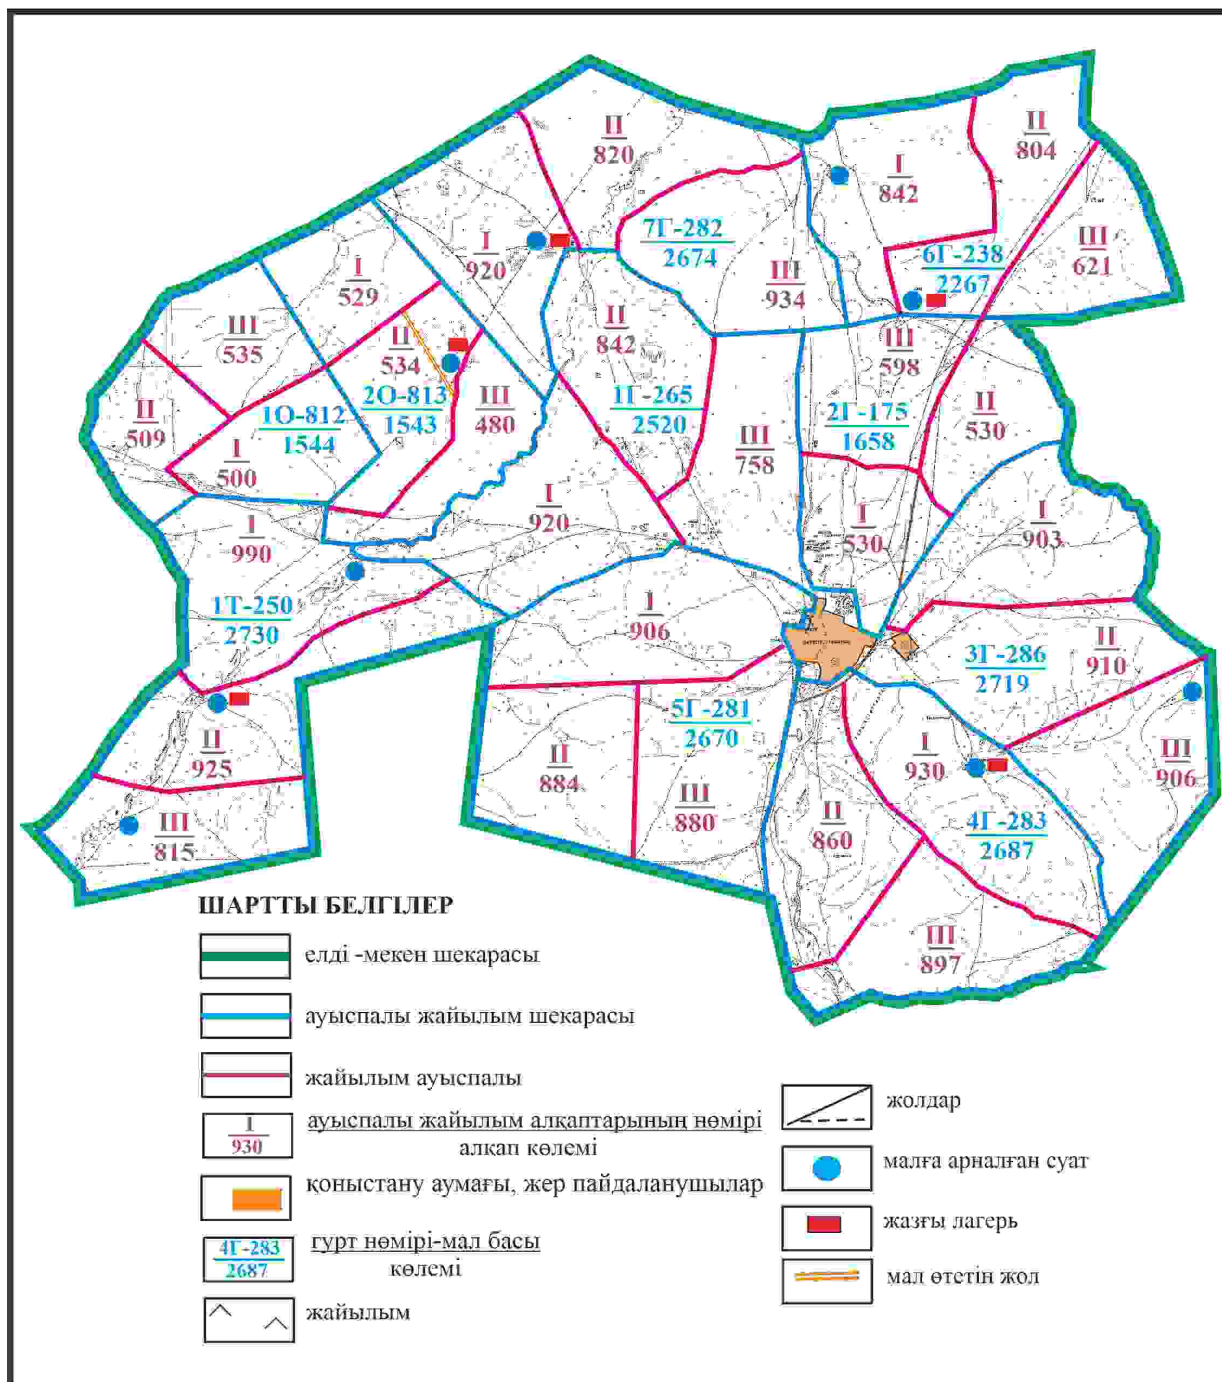 II
820
II
804
I
842
7Г-282
2674
III
621
I
920
6Г-238
2267
III
934
I
529
III
535
II
842
II
534
III
598
2О-813
1543
1Г-265
2520
II
509
1О-812
1544
III
480
II
530
2Г-175
1658
III
758
I
500
I
920
I
990
I
530
I
903
1Т-250
2730
I
906
II
910
3Г-286
2719
5Г-281
2670
II
925
I
930
III
906
II
884
III
880
II
860
4Г-283
2687
III
815
III
897
ШАРТТЫ БЕЛГІЛЕР
елді -мекен шекарасы
ауыспалы жайылым шекарасы
жайылым ауыспалы
I
930
ауыспалы жайылым алқаптарының нөмірі
алқап көлемі
қоныстану аумағы, жер пайдаланушылар
4Г-283
2687
гурт нөмірі-мал басы
көлемі
жайылым
жолдар
малға арналған суат
жазғы лагерь
мал өтетін жол